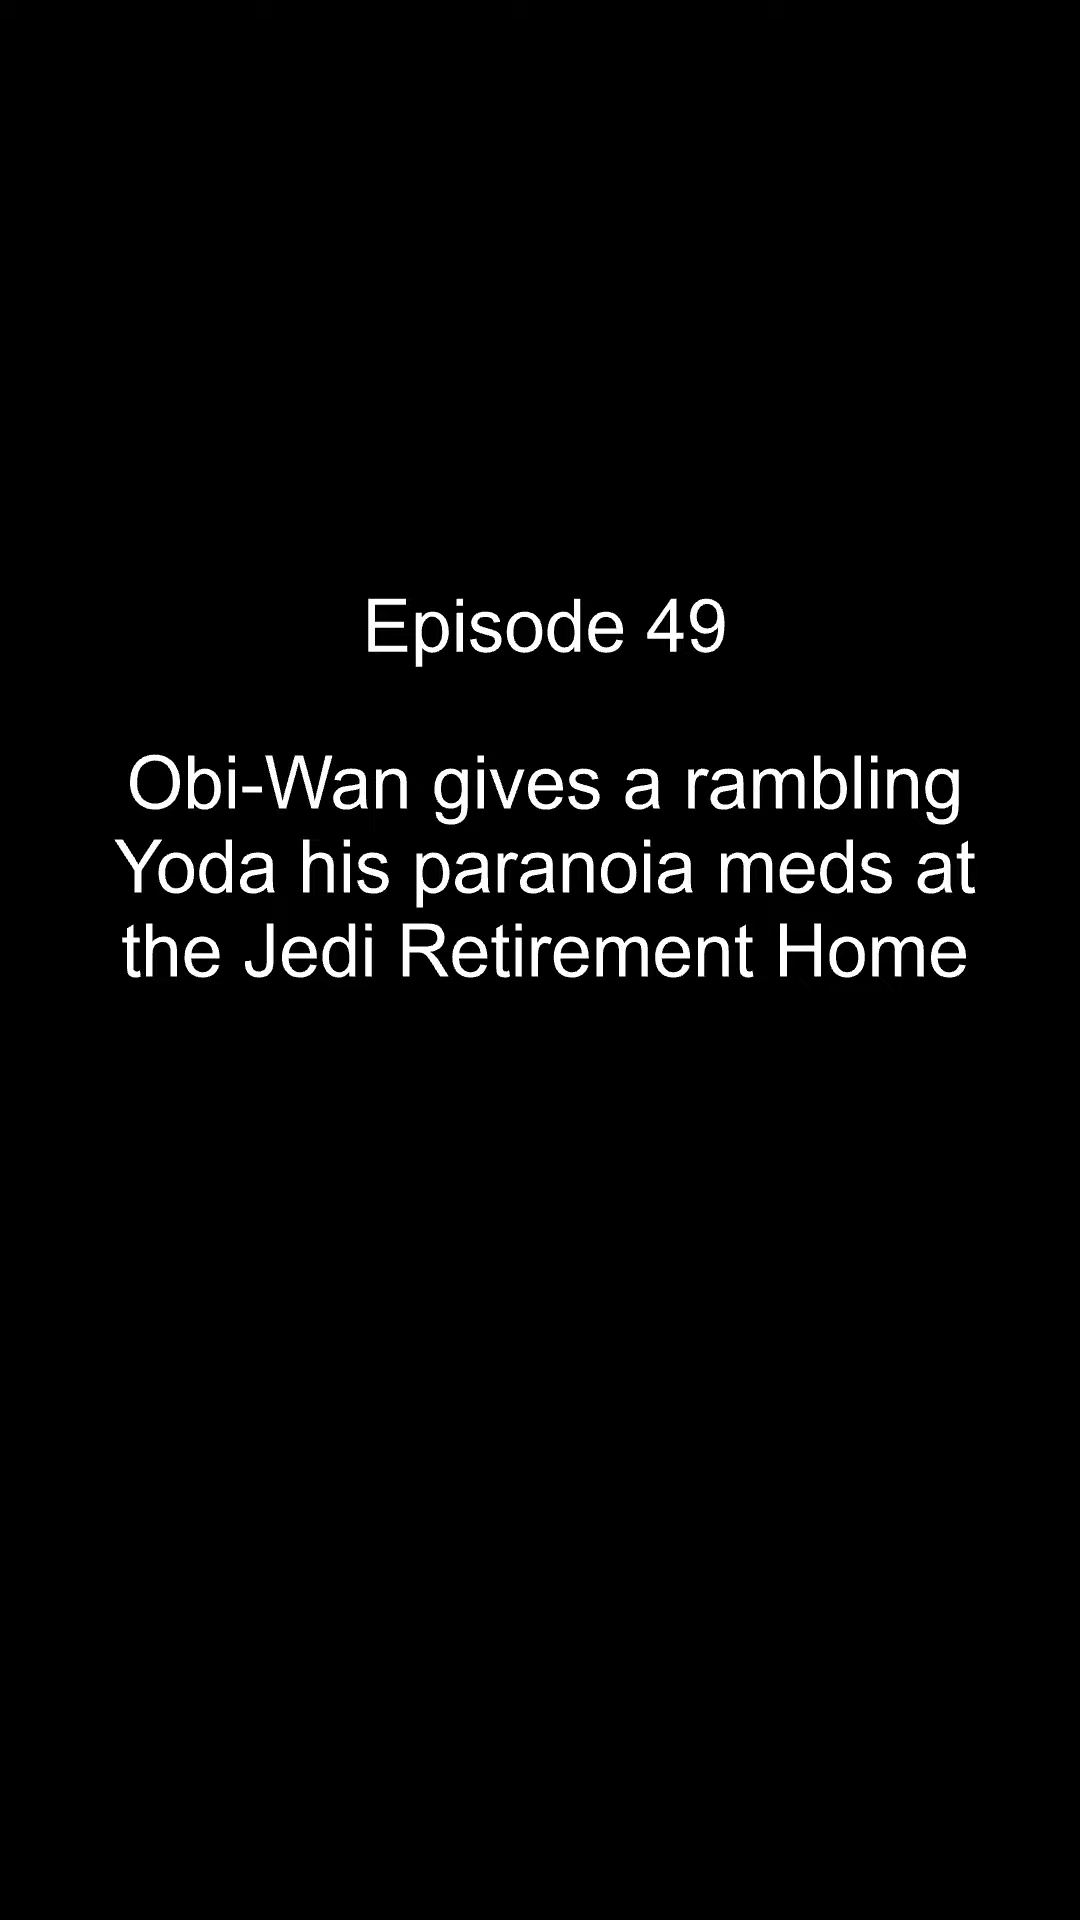 Episode 49
Obi-Wan gives a rambling
Yoda his paranoia meds at
the Jedi Retirement Home